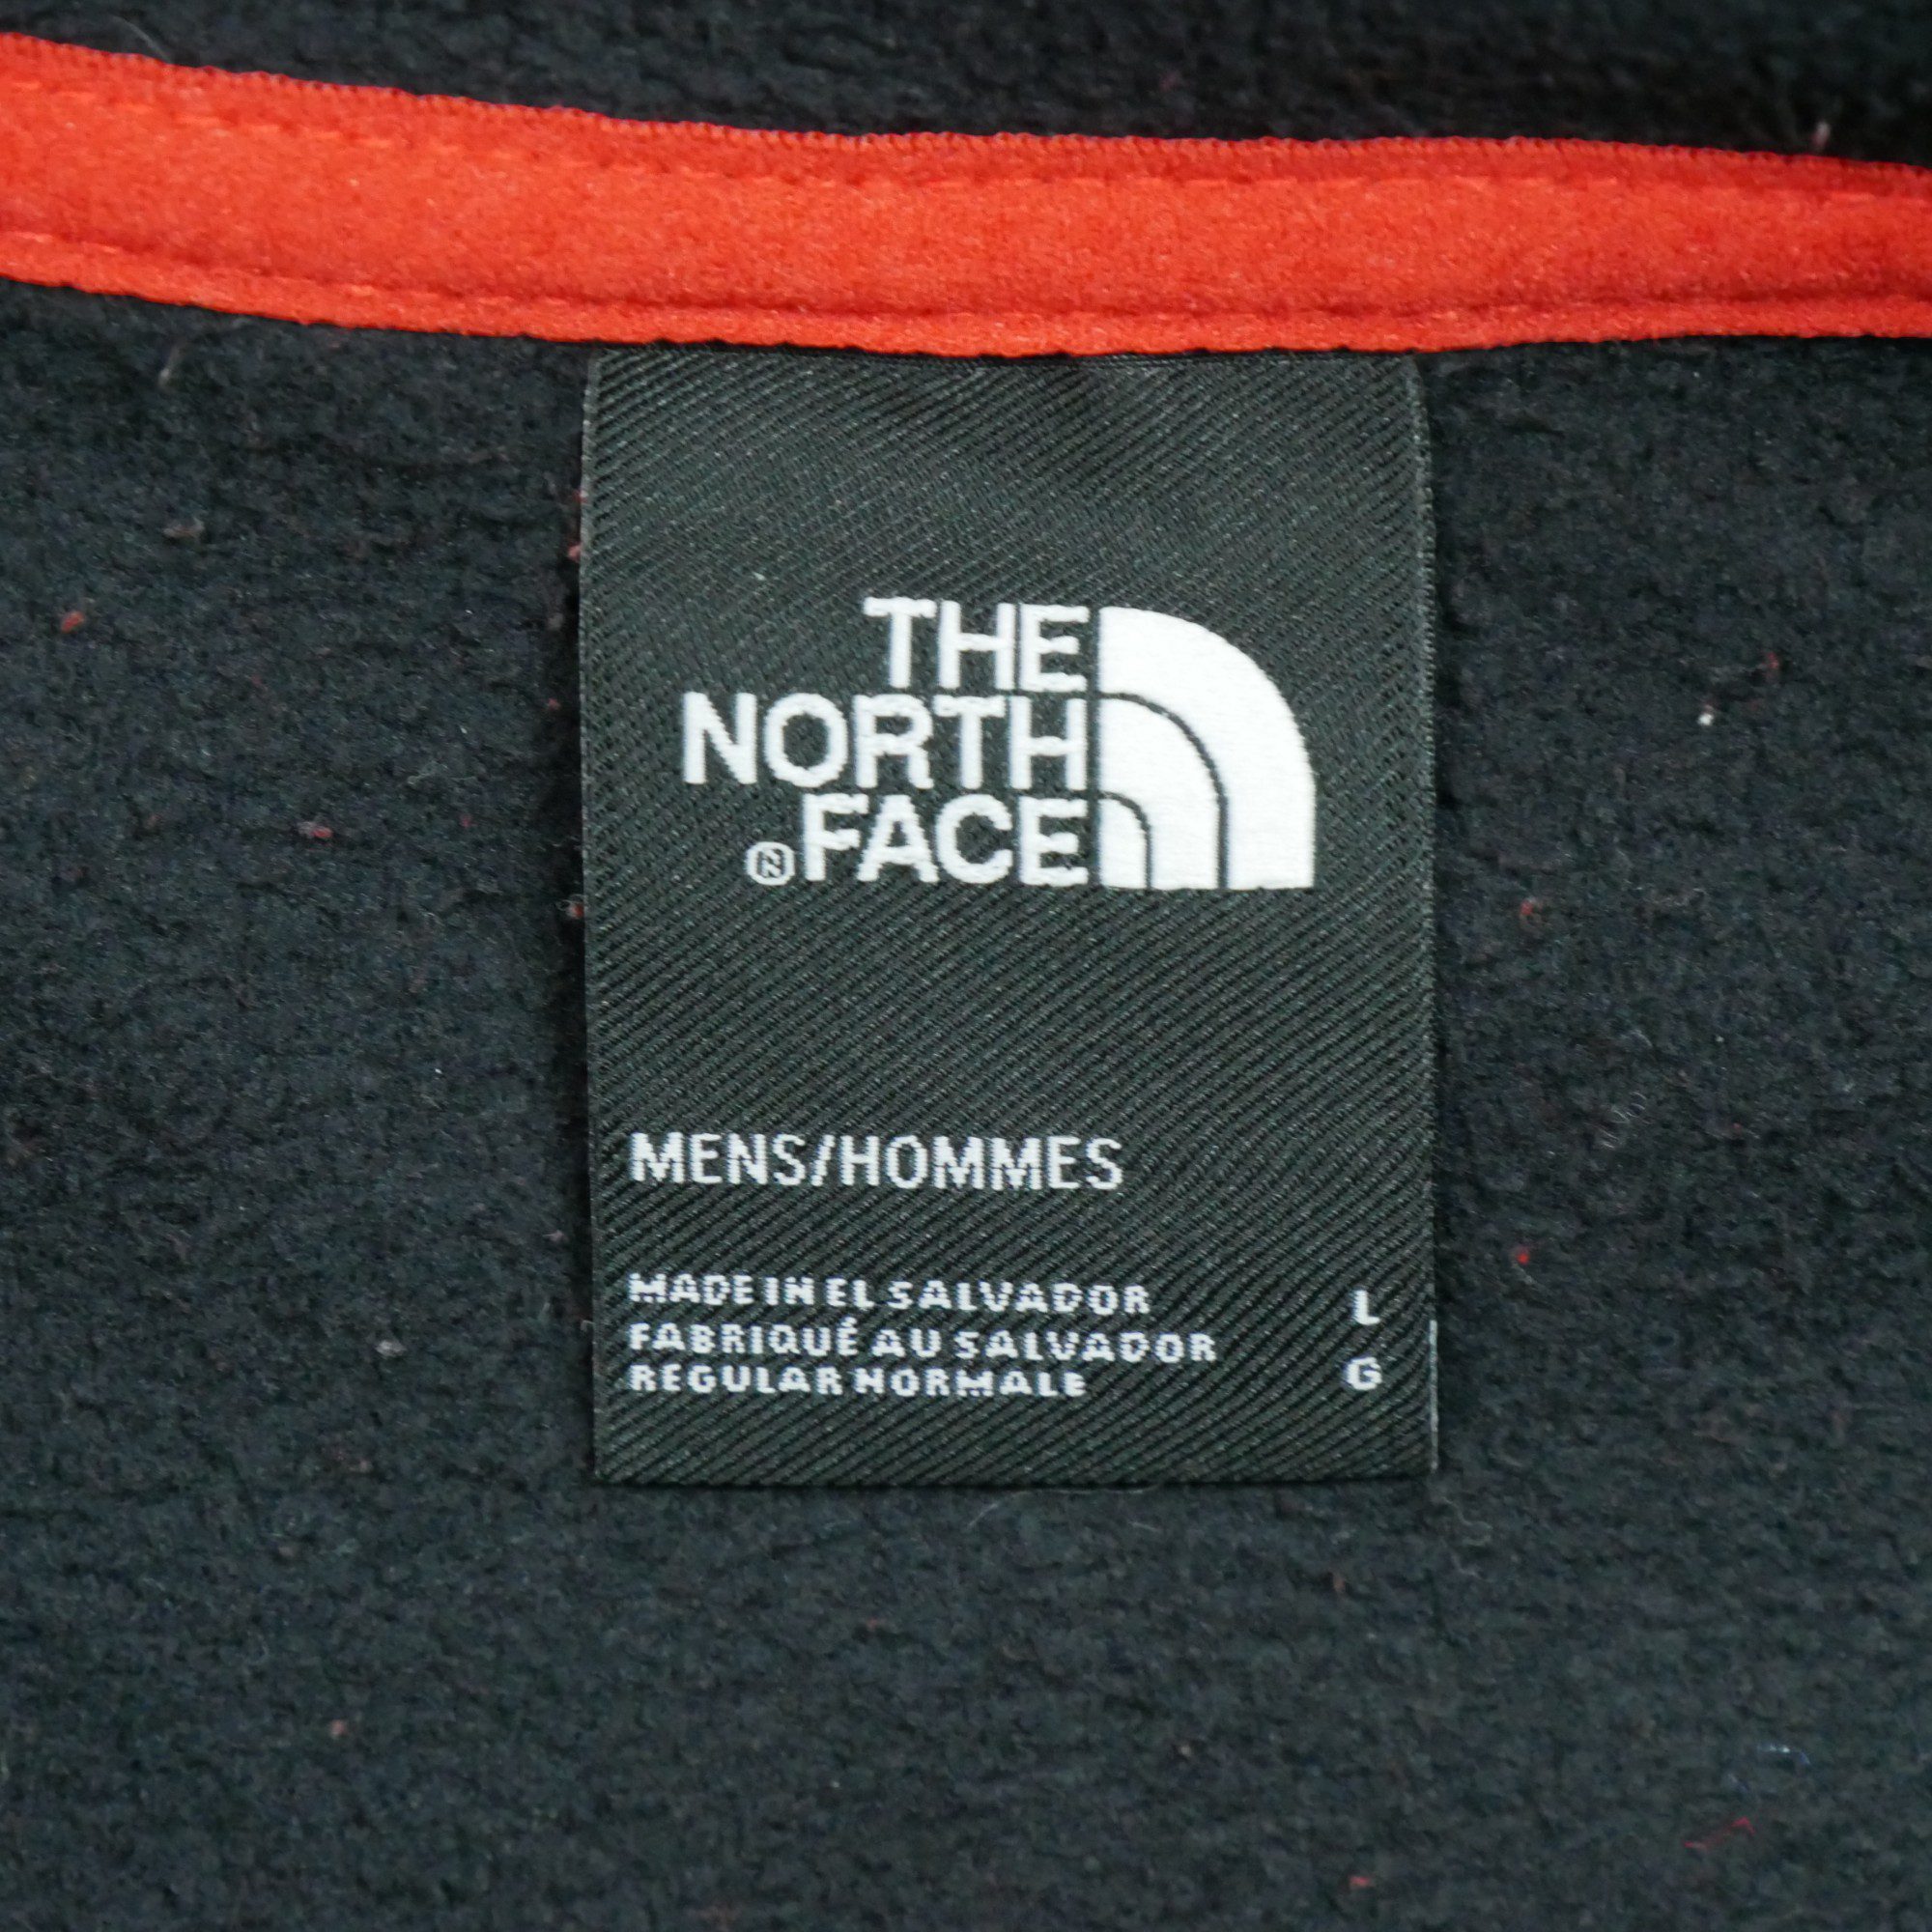 THE
NORTH
®FACE
MENS/HOMMES
MADE IN EL SALVADOR L
FABRIQUÉ AU SALVADOR
REGULAR NORMALE G